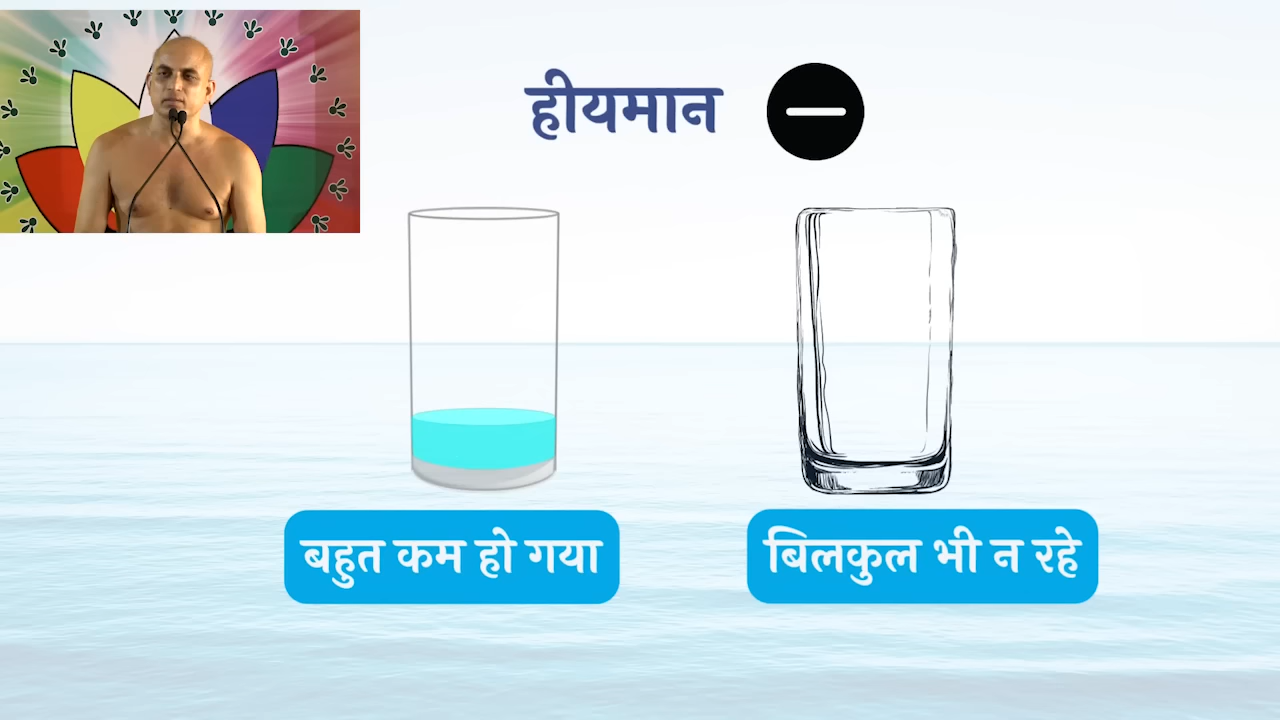 हीयमान
बहुत कम हो गया
बिलकुल भी न रहे